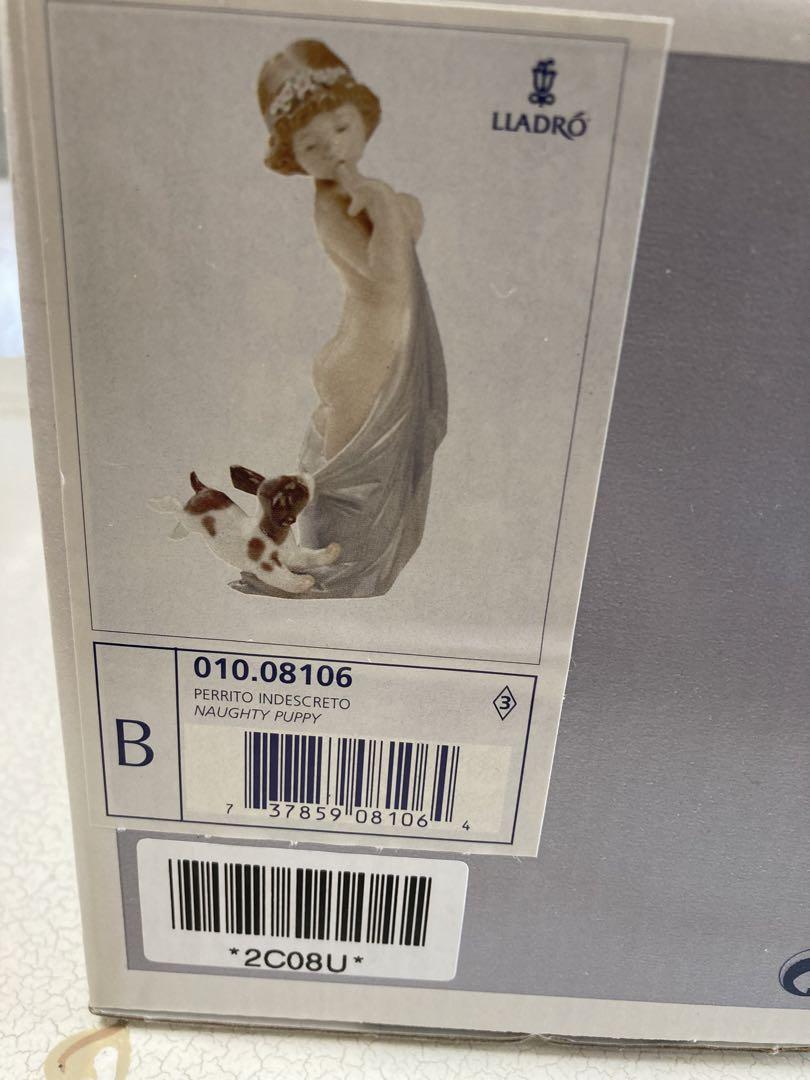 LLADRÓ
010.08106
PERRITO INDESCRETO
NAUGHTY PUPPY
3
B
7 37859 08106 4
*2C08U*